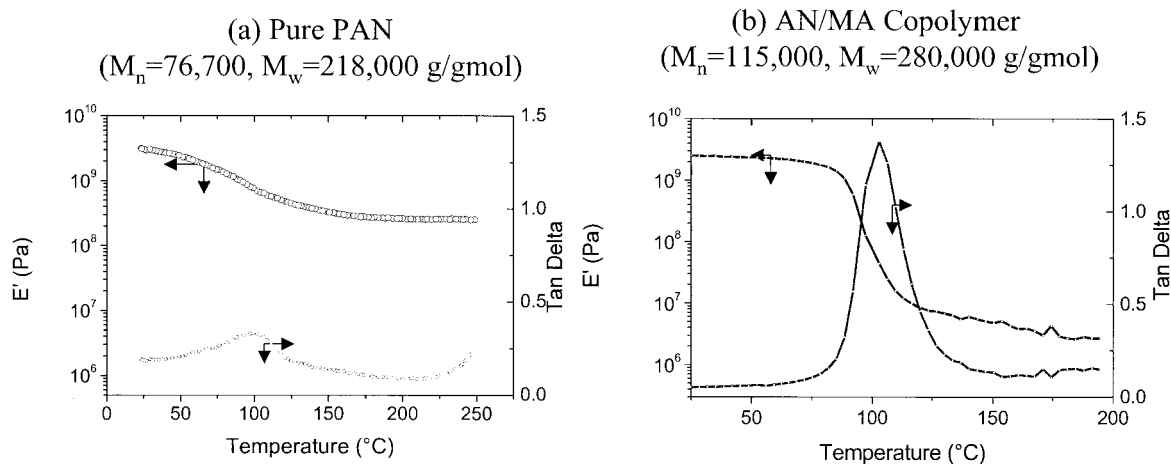 (a) Pure PAN
(Mn=76,700, Mw=218,000 g/gmol)
10^10
10^9
10^8
10^7
10^6
E' (Pa)
1.5
1.0
0.5
0.0
Tan Delta
0 50 100 150 200 250
Temperature (°C)
(b) AN/MA Copolymer
(Mn=115,000, Mw=280,000 g/gmol)
10^10
10^9
10^8
10^7
10^6
E' (Pa)
1.5
1.0
0.5
0.0
Tan Delta
50 100 150 200
Temperature (°C)